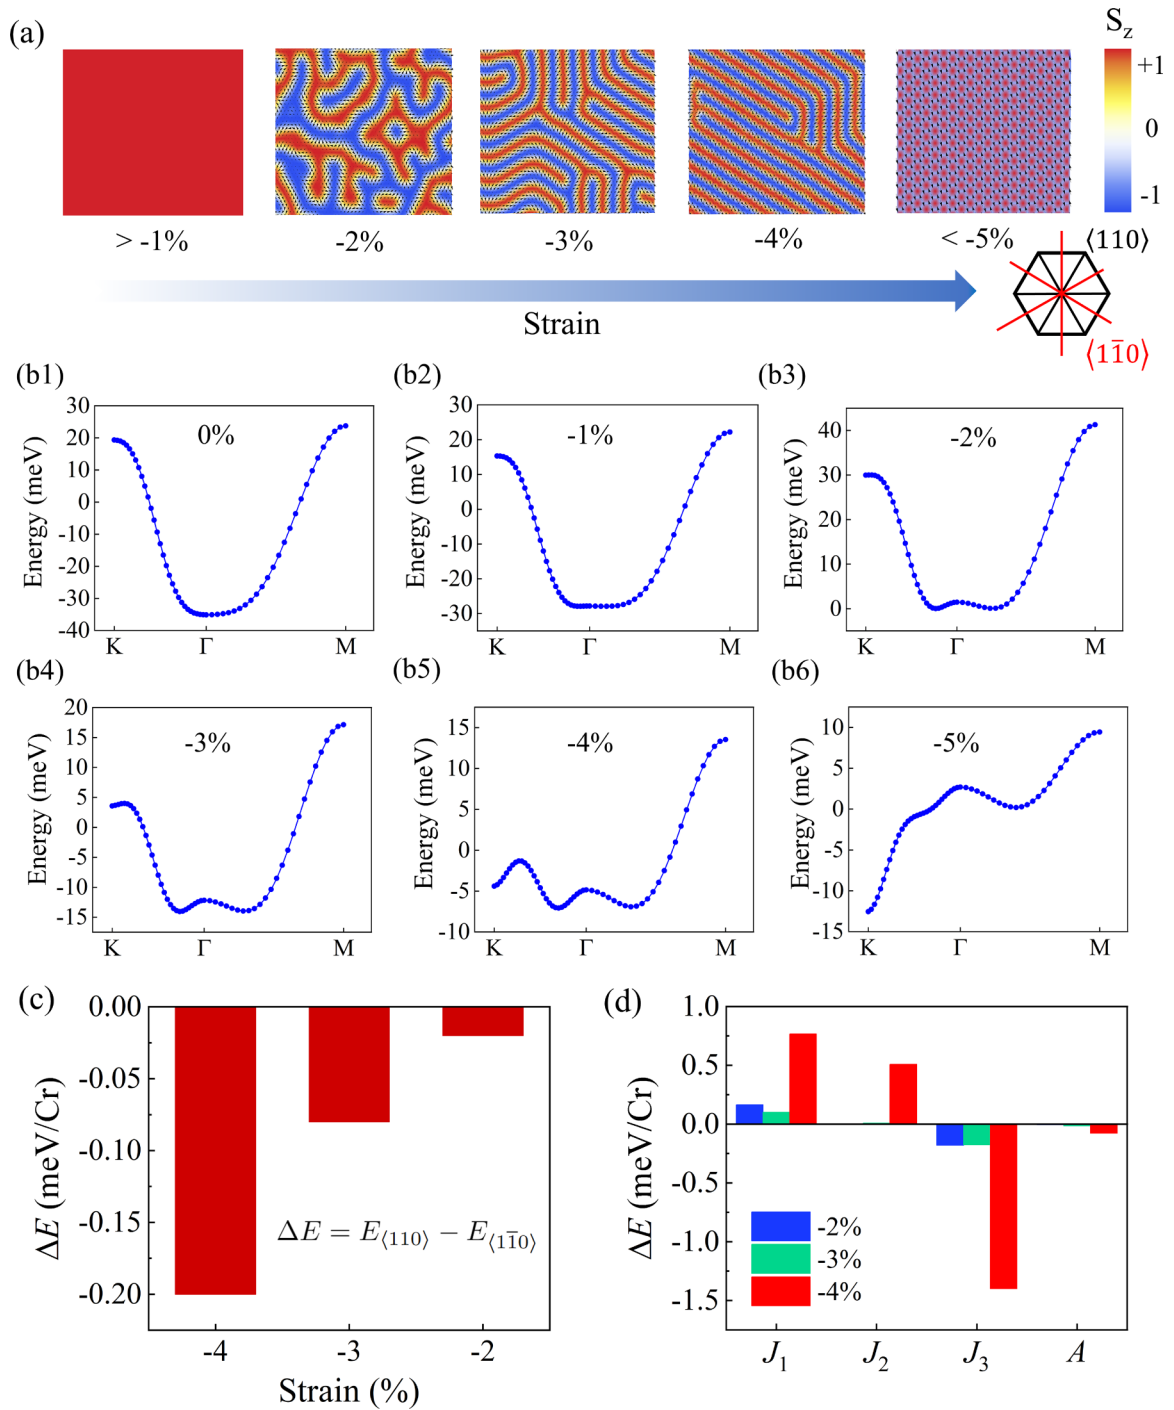 (a)
S_z
+1
0
-1
> -1%
-2%
-3%
-4%
< -5%
⟨110⟩
Strain
⟨11̄0⟩
(b1)
(b2)
(b3)
30
20
10
0
-10
-20
-30
-40
Energy (meV)
0%
K
Γ
M
30
20
10
0
-10
-20
-30
Energy (meV)
-1%
K
Γ
M
40
30
20
10
0
Energy (meV)
-2%
K
Γ
M
(b4)
(b5)
(b6)
20
15
10
5
0
-5
-10
-15
Energy (meV)
-3%
K
Γ
M
15
10
5
0
-5
-10
Energy (meV)
-4%
K
Γ
M
10
5
0
-5
-10
-15
Energy (meV)
-5%
K
Γ
M
(c)
0.00
-0.05
-0.10
-0.15
-0.20
ΔE (meV/Cr)
ΔE = E⟨110⟩ − E⟨11̄0⟩
-4
-3
-2
Strain (%)
(d)
1.0
0.5
0.0
-0.5
-1.0
-1.5
ΔE (meV/Cr)
-2%
-3%
-4%
J₁
J₂
J₃
A